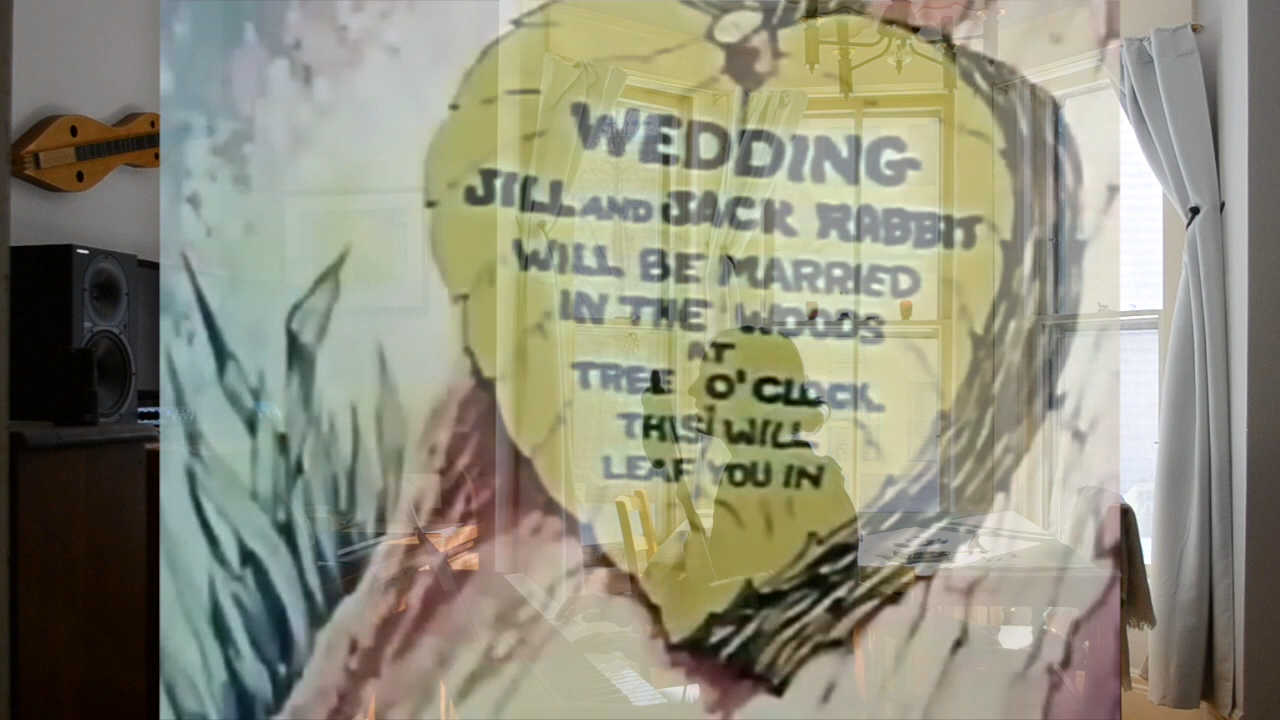 WEDDING
JILL AND JACK RABBIT
WILL BE MARRIED
IN THE WOODS
AT
TREE O'CLOCK
THIS WILL
LEAF YOU IN